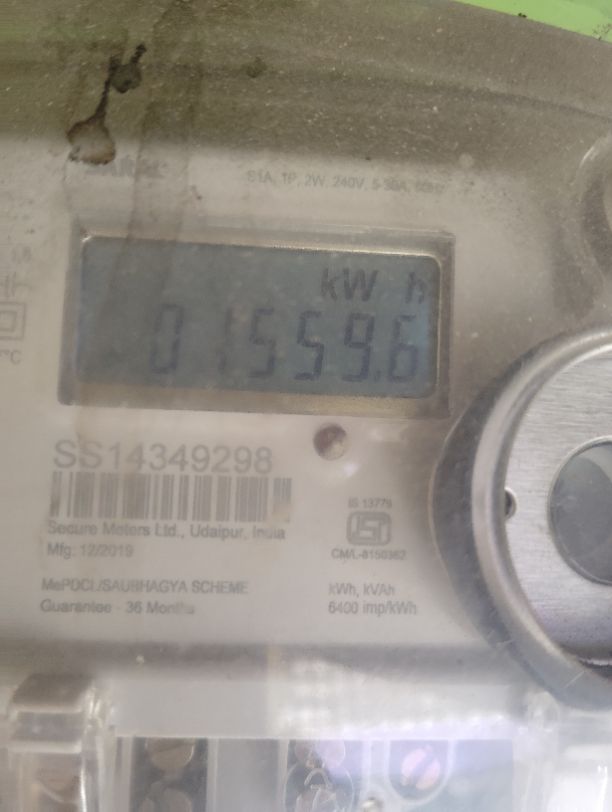 S1A, 1P, 2W, 240V, 5-30A, 50Hz
kW h
01559.6
SS14349298
Secure Meters Ltd., Udaipur, India
Mfg: 12/2019
IS 13779
CM/L-8150362
MePDCL/SAUBHAGYA SCHEME
Guarantee - 36 Months
kWh, kVAh
6400 imp/kWh
°C